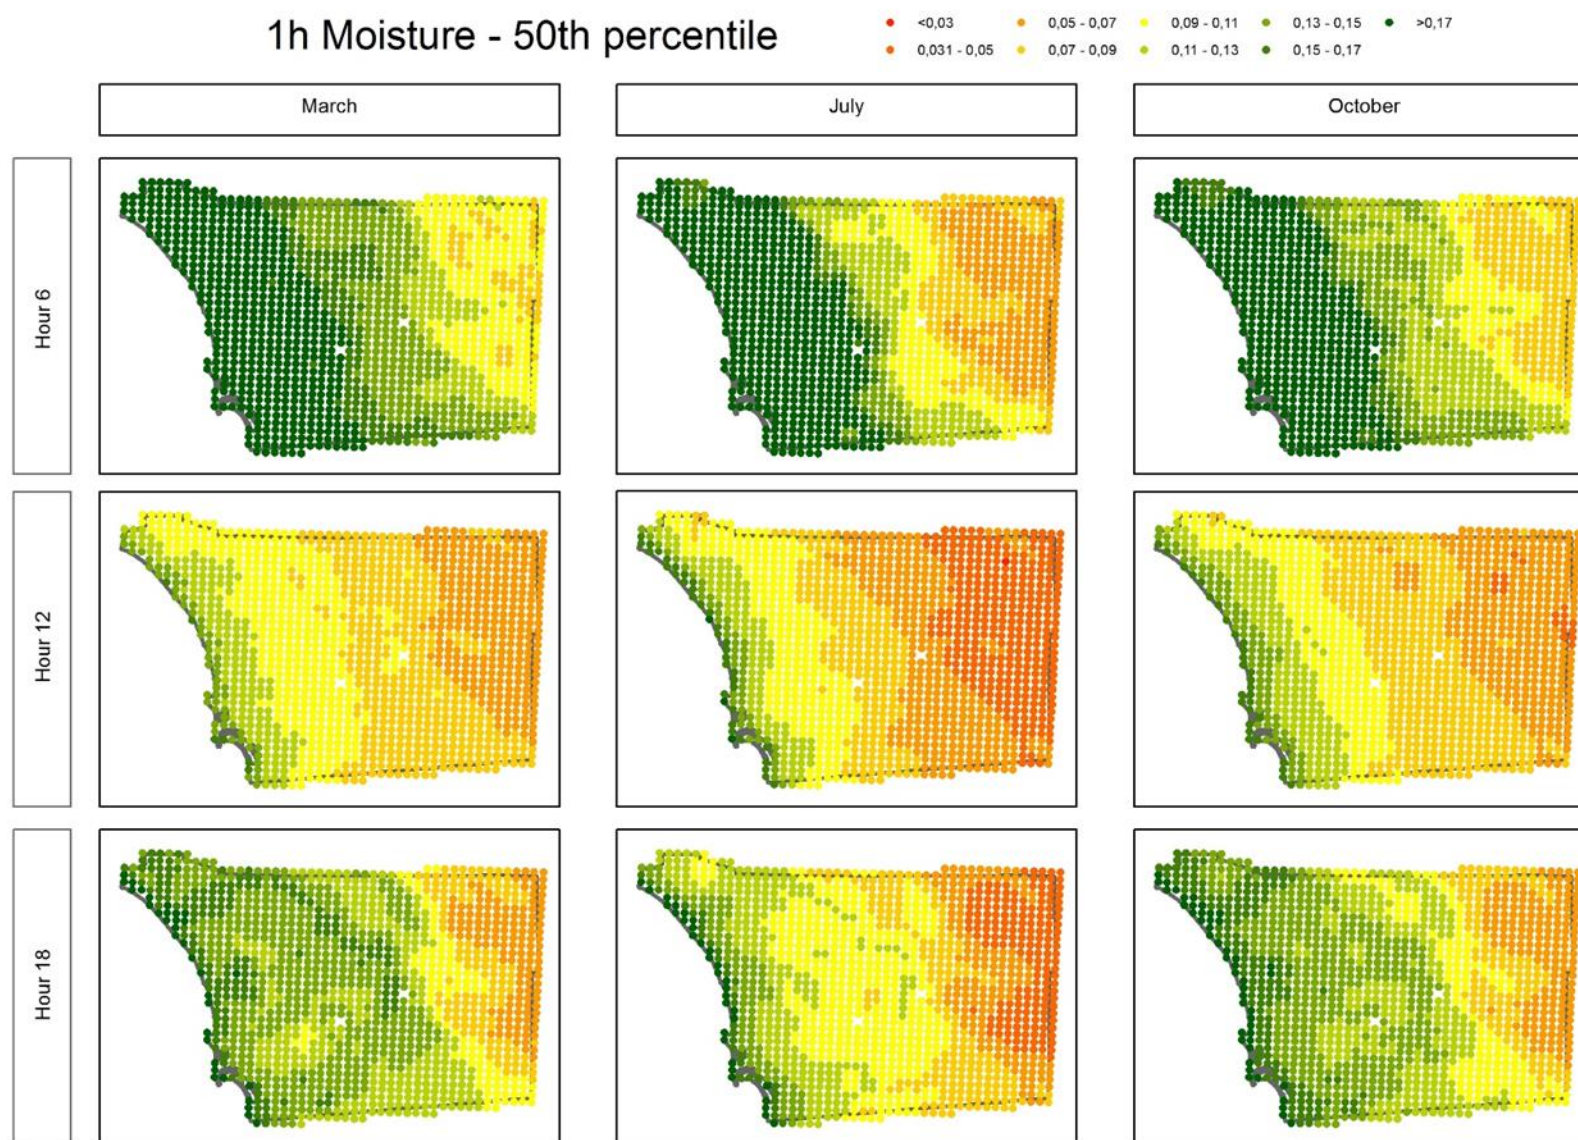 1h Moisture - 50th percentile
<0,03 0,05 - 0,07 0,09 - 0,11 0,13 - 0,15 >0,17
0,031 - 0,05 0,07 - 0,09 0,11 - 0,13 0,15 - 0,17
March July October
Hour 6
Hour 12
Hour 18